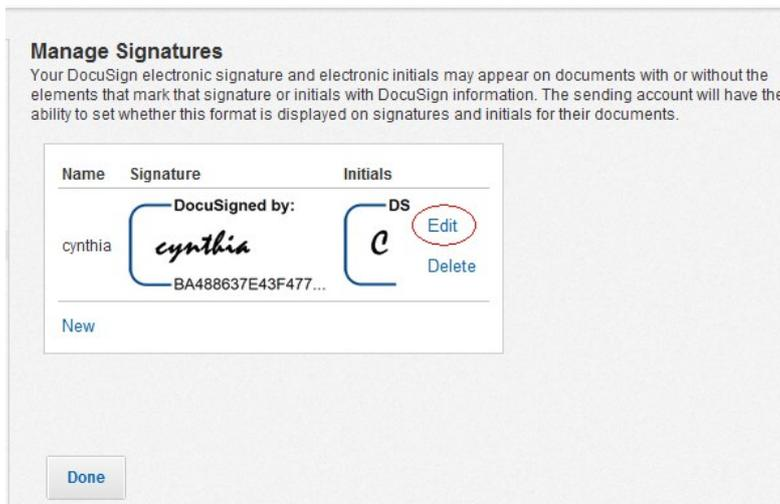 Manage Signatures
Your DocuSign electronic signature and electronic initials may appear on documents with or without the
elements that mark that signature or initials with DocuSign information. The sending account will have the
ability to set whether this format is displayed on signatures and initials for their documents.
Name Signature Initials
DocuSigned by: DS
Edit
cynthia cynthia C
Delete
BA488637E43F477...
New
Done